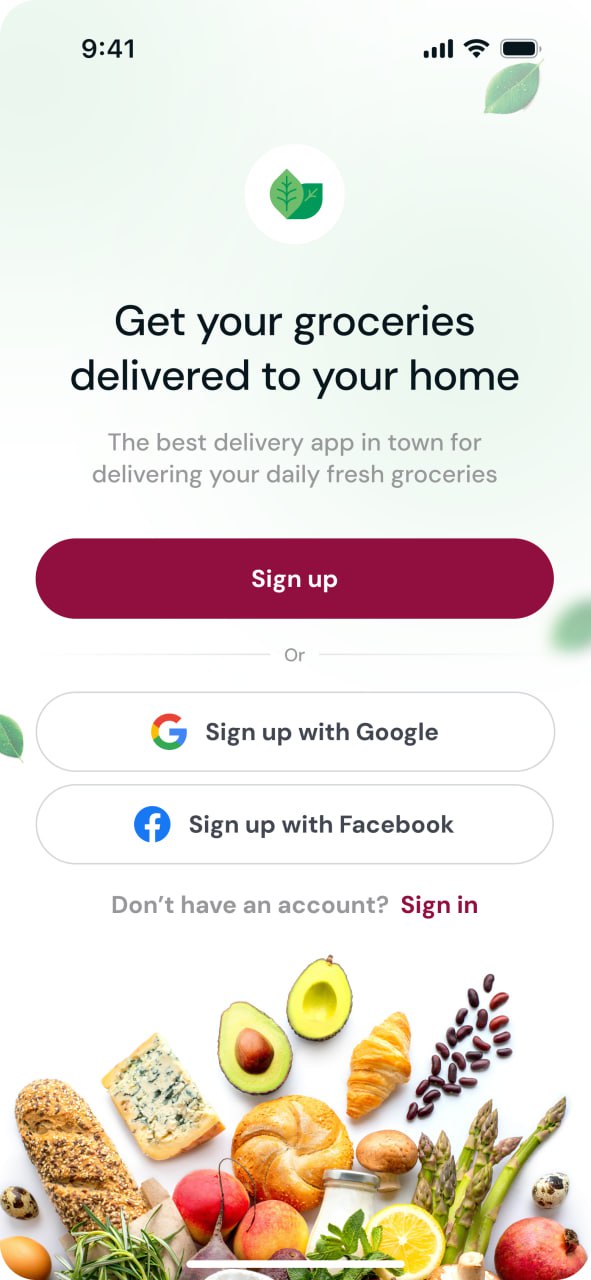 9:41
Get your groceries
delivered to your home
The best delivery app in town for
delivering your daily fresh groceries
Sign up
Or
Sign up with Google
Sign up with Facebook
Don’t have an account? Sign in